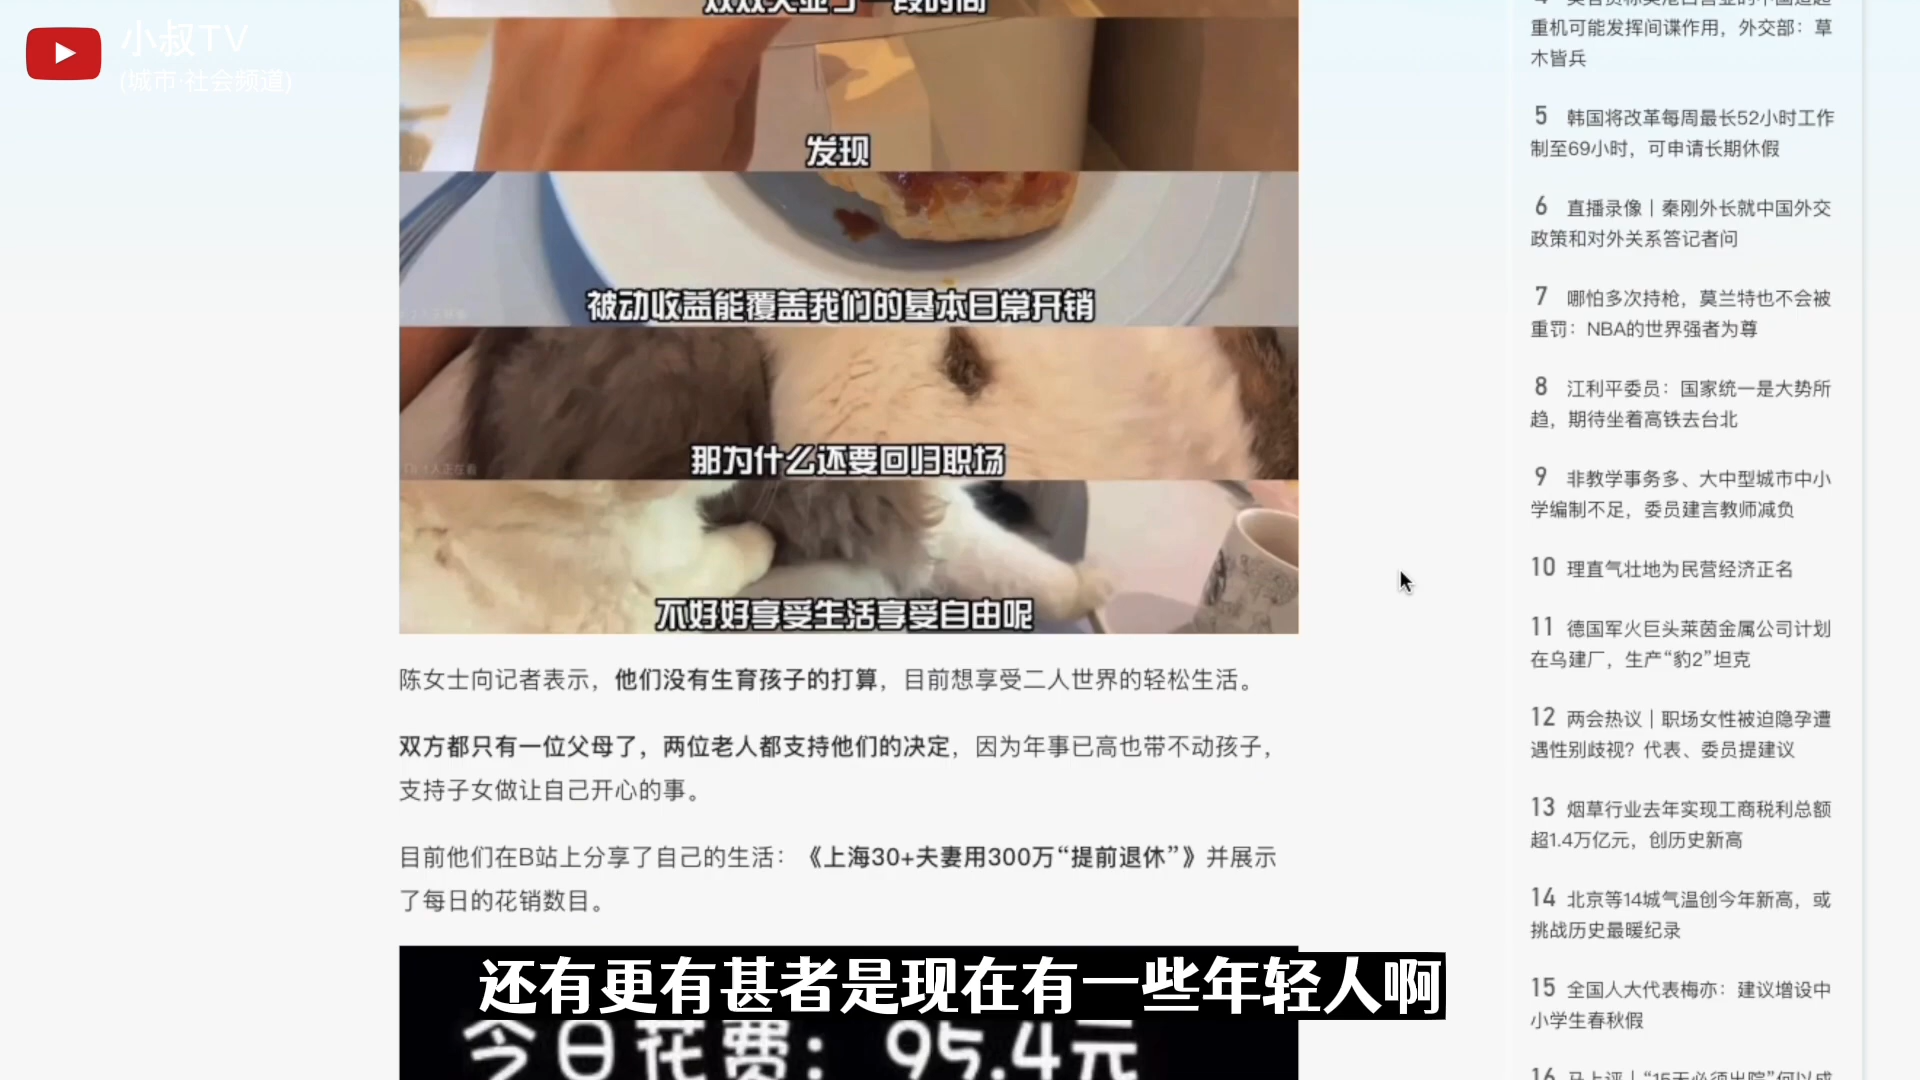 小叔TV
(城市·社会频道)
发现
被动收益能覆盖我们的基本日常开销
那为什么还要回归职场
不好好享受生活享受自由呢
陈女士向记者表示，他们没有生育孩子的打算，目前想享受二人世界的轻松生活。
双方都只有一位父母了，两位老人都支持他们的决定，因为年事已高也带不动孩子，
支持子女做让自己开心的事。
目前他们在B站上分享了自己的生活：《上海30+夫妻用300万“提前退休”》并展示
了每日的花销数目。
还有更有甚者是现在有一些年轻人啊
今日花费：95.4元
重机可能发挥间谍作用，外交部：草
木皆兵
5 韩国将改革每周最长52小时工作
制至69小时，可申请长期休假
6 直播录像｜秦刚外长就中国外交
政策和对外关系答记者问
7 哪怕多次持枪，莫兰特也不会被
重罚：NBA的世界强者为尊
8 江利平委员：国家统一是大势所
趋，期待坐着高铁去台北
9 非教学事务多、大中型城市中小
学编制不足，委员建言教师减负
10 理直气壮地为民营经济正名
11 德国军火巨头莱茵金属公司计划
在乌建厂，生产“豹2”坦克
12 两会热议｜职场女性被迫隐孕遭
遇性别歧视？代表、委员提建议
13 烟草行业去年实现工商税利总额
超1.4万亿元，创历史新高
14 北京等14城气温创今年新高，或
挑战历史最暖纪录
15 全国人大代表梅亦：建议增设中
小学生春秋假